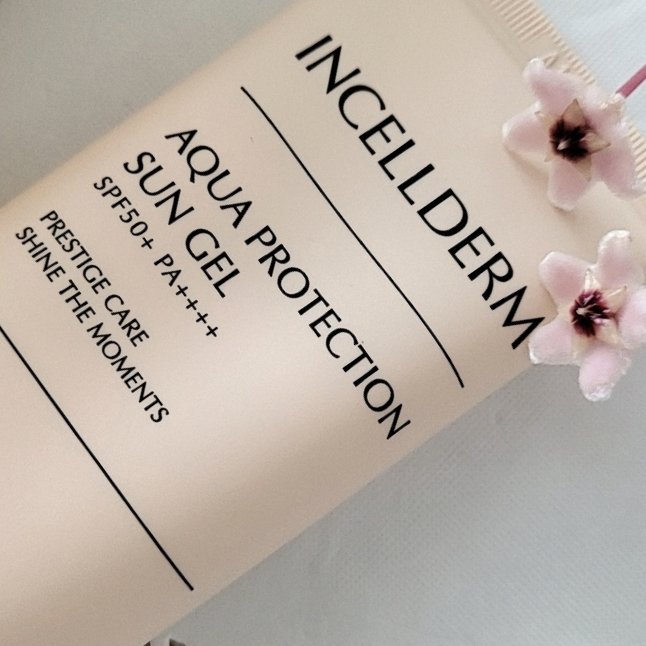 INCELLDERM
AQUA PROTECTION
SUN GEL
SPF50+ PA++++
PRESTIGE CARE
SHINE THE MOMENTS